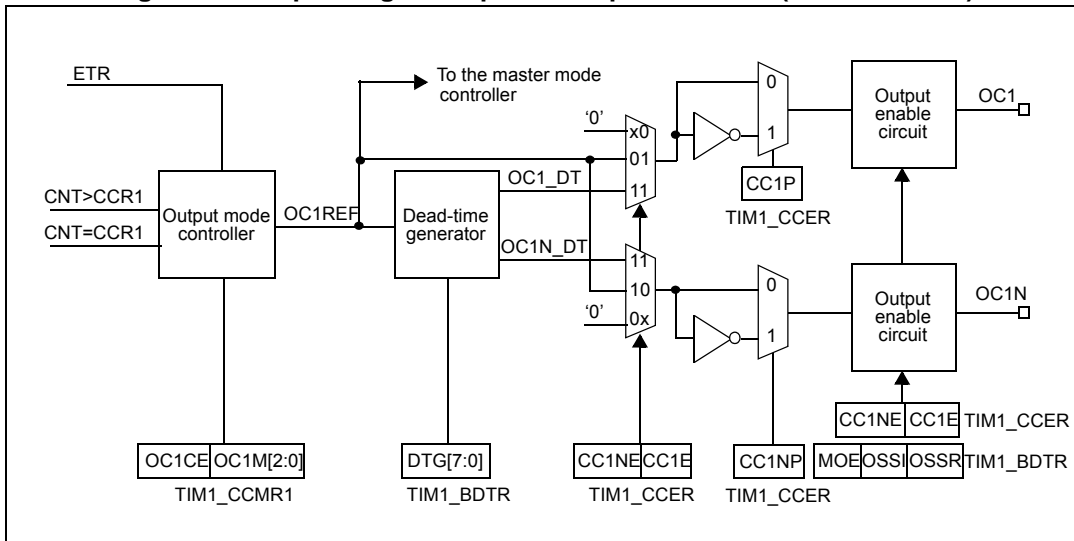 ETR
To the master mode
controller
'0'
x0
01
11
0
1
Output
enable
circuit
OC1
CC1P
TIM1_CCER
CNT>CCR1
CNT=CCR1
Output mode
controller
OC1REF
Dead-time
generator
OC1_DT
OC1N_DT
11
10
0x
'0'
0
1
Output
enable
circuit
OC1N
CC1NE CC1E TIM1_CCER
OC1CE OC1M[2:0]
TIM1_CCMR1
DTG[7:0]
TIM1_BDTR
CC1NE CC1E
TIM1_CCER
CC1NP
TIM1_CCER
MOE OSSI OSSR TIM1_BDTR